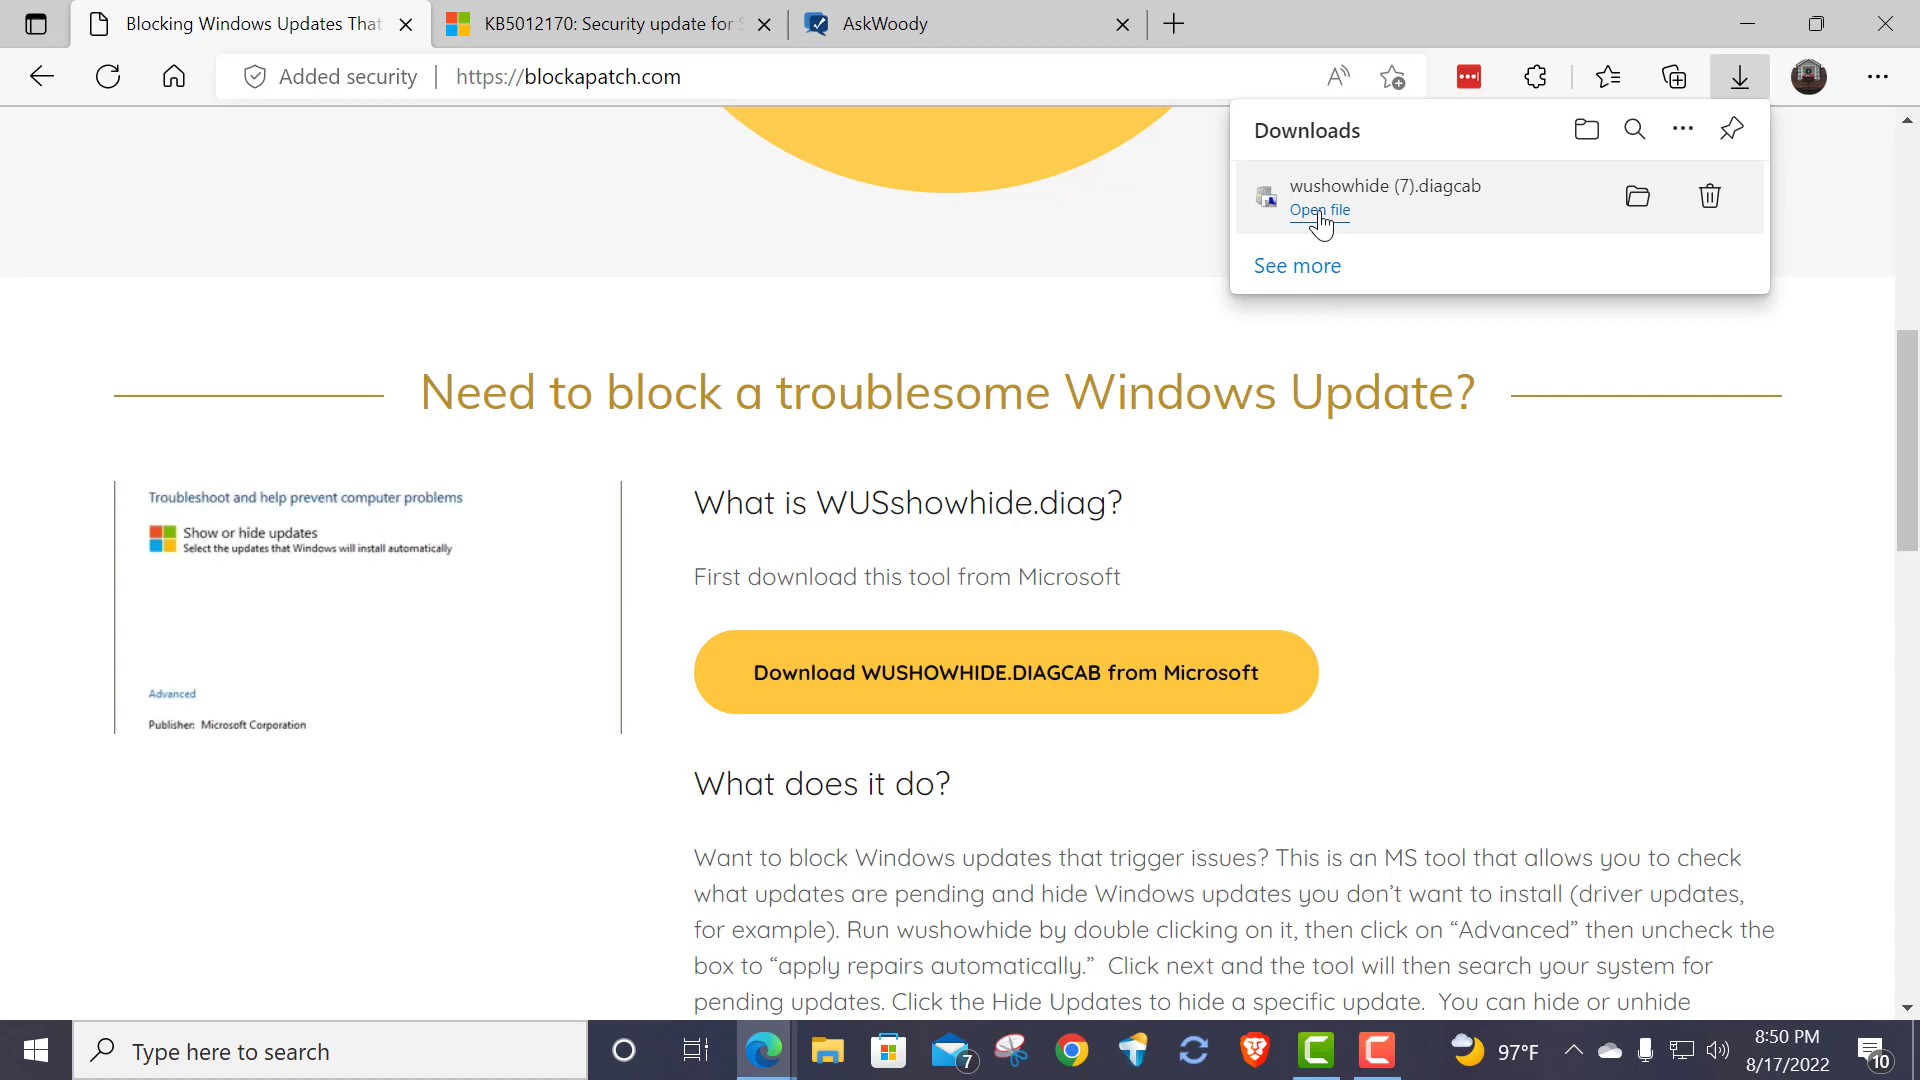 Blocking Windows Updates That
KB5012170: Security update for S
AskWoody
Added security
https://blockapatch.com
A
Downloads
wushowhide (7).diagcab
Open file
See more
Need to block a troublesome Windows Update?
Troubleshoot and help prevent computer problems
Show or hide updates
Select the updates that Windows will install automatically
Advanced
Publisher: Microsoft Corporation
What is WUSshowhide.diag?
First download this tool from Microsoft
Download WUSHOWHIDE.DIAGCAB from Microsoft
What does it do?
Want to block Windows updates that trigger issues? This is an MS tool that allows you to check
what updates are pending and hide Windows updates you don’t want to install (driver updates,
for example). Run wushowhide by double clicking on it, then click on “Advanced” then uncheck the
box to “apply repairs automatically.” Click next and the tool will then search your system for
pending updates. Click the Hide Updates to hide a specific update. You can hide or unhide
Type here to search
7
97°F
8:50 PM
8/17/2022
10